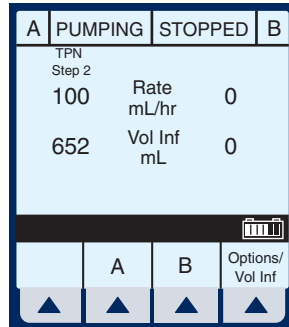 A PUMPING STOPPED B
TPN
Step 2
100 Rate mL/hr 0
652 Vol Inf mL 0
A B Options/ Vol Inf